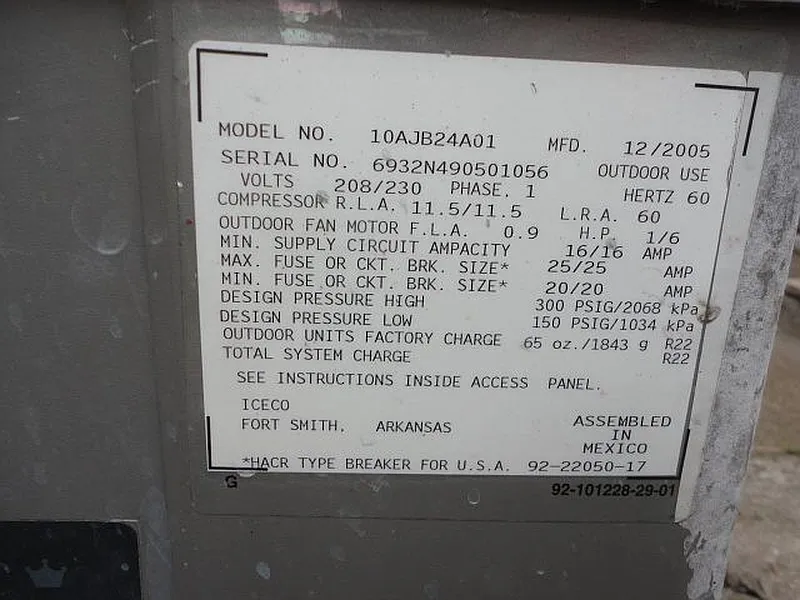 MODEL NO. 10AJB24A01 MFD. 12/2005
SERIAL NO. 6932N490501056 OUTDOOR USE
VOLTS 208/230 PHASE. 1 HERTZ 60
COMPRESSOR R.L.A. 11.5/11.5 L.R.A. 60
OUTDOOR FAN MOTOR F.L.A. 0.9 H.P. 1/6
MIN. SUPPLY CIRCUIT AMPACITY 16/16 AMP
MAX. FUSE OR CKT. BRK. SIZE* 25/25 AMP
MIN. FUSE OR CKT. BRK. SIZE* 20/20 AMP
DESIGN PRESSURE HIGH 300 PSIG/2068 kPa
DESIGN PRESSURE LOW 150 PSIG/1034 kPa
OUTDOOR UNITS FACTORY CHARGE 65 oz./1843 g R22
TOTAL SYSTEM CHARGE R22
SEE INSTRUCTIONS INSIDE ACCESS PANEL.
ICECO
FORT SMITH, ARKANSAS
ASSEMBLED
IN
MEXICO
*HACR TYPE BREAKER FOR U.S.A. 92-22050-17
G 92-101228-29-01